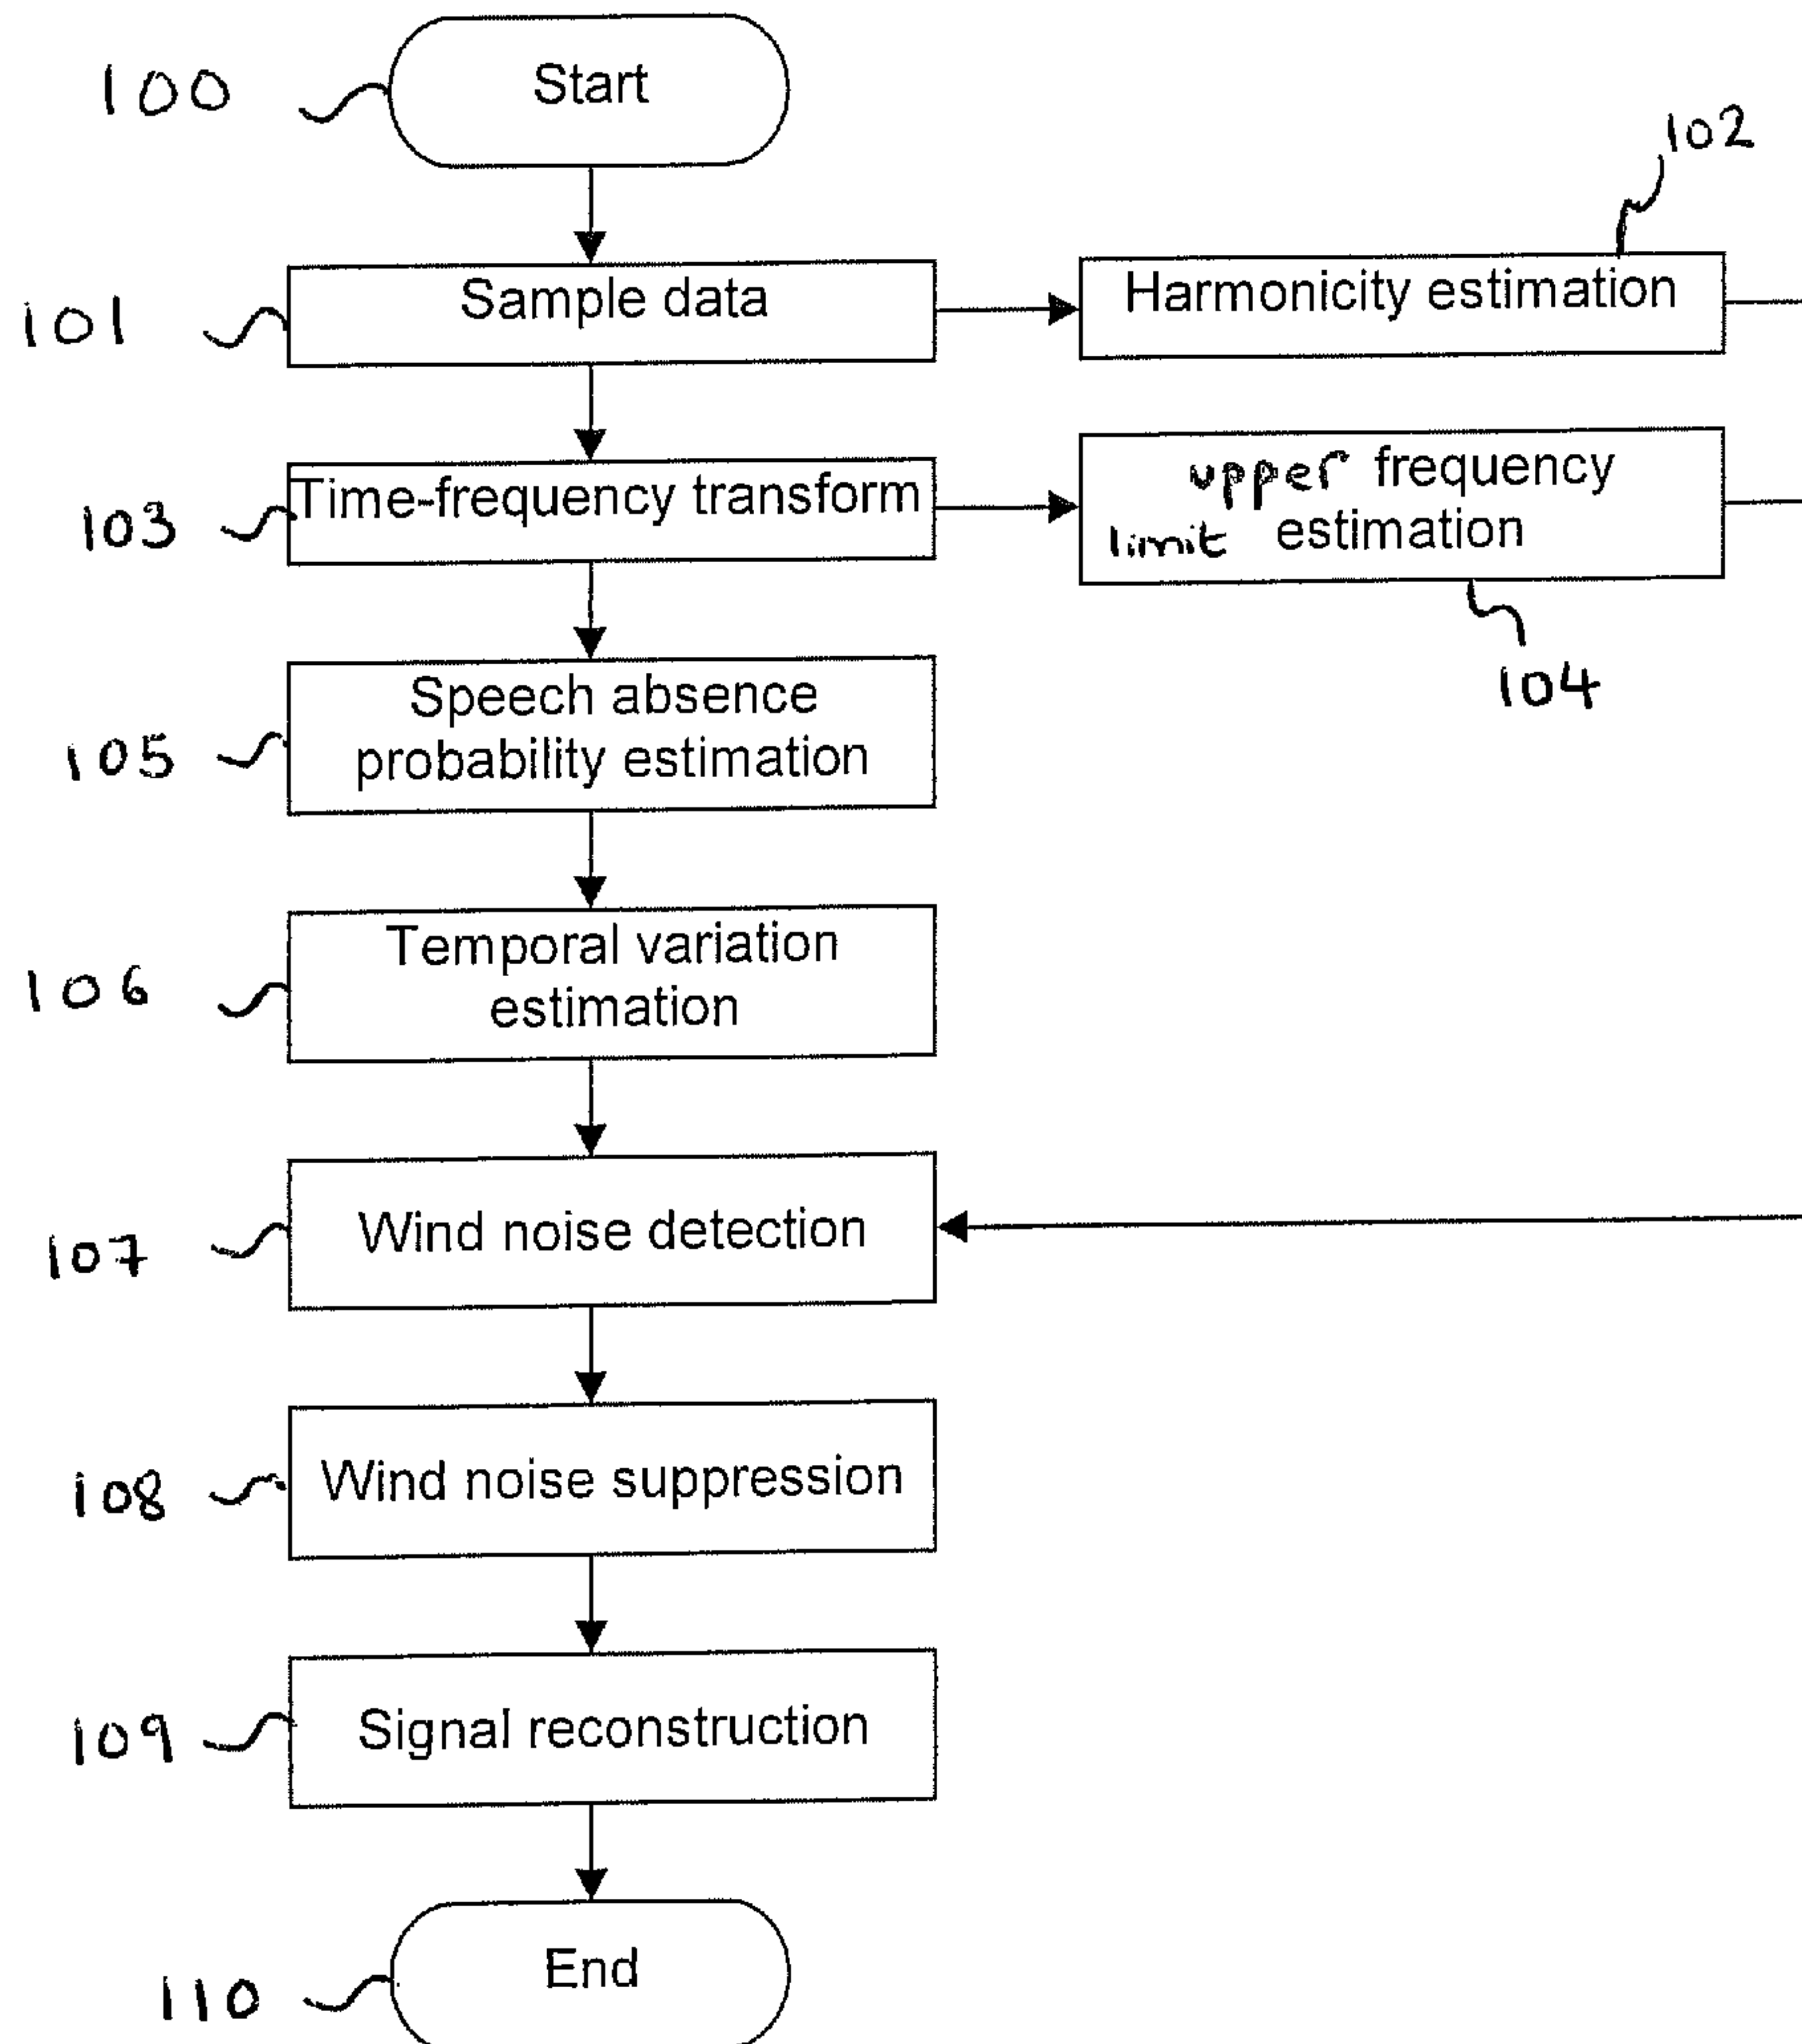 100
Start
102
101
Sample data
Harmonicity estimation
103
Time-frequency transform
upper frequency
limit estimation
104
105
Speech absence
probability estimation
106
Temporal variation
estimation
107
Wind noise detection
108
Wind noise suppression
109
Signal reconstruction
110
End